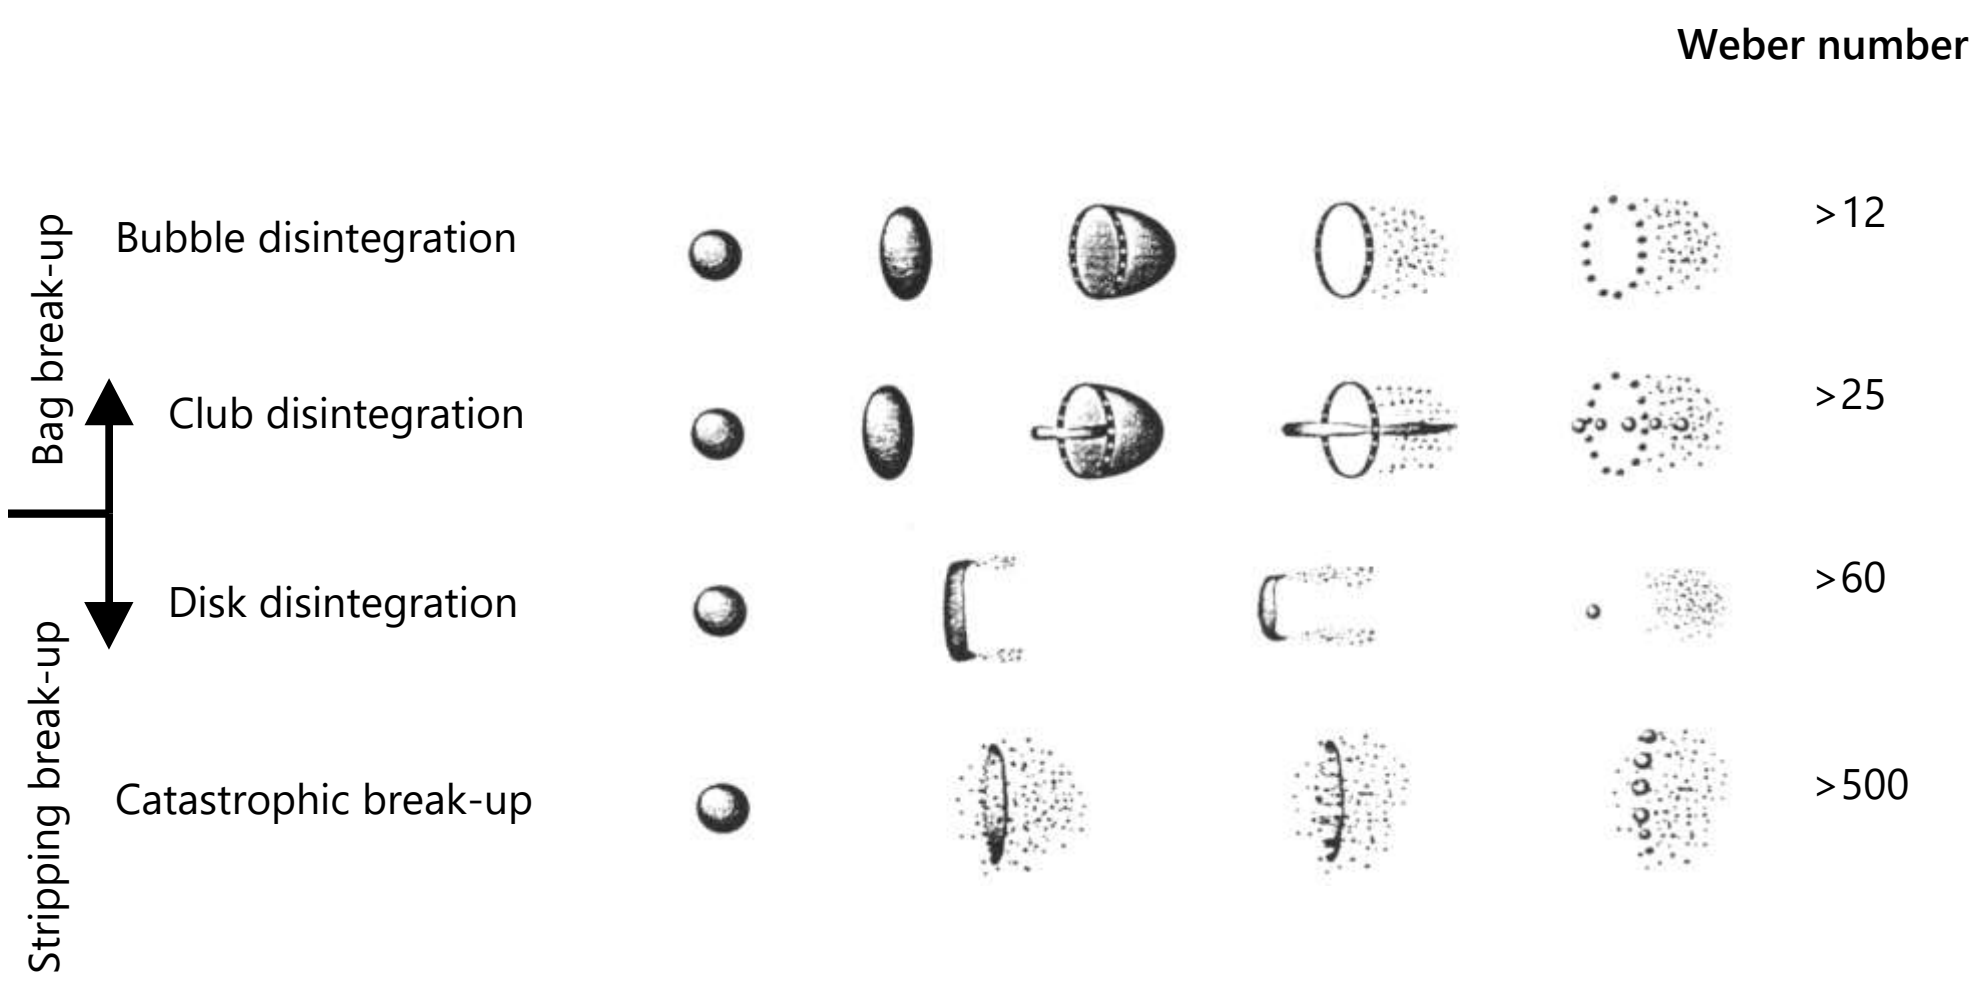 Weber number
Bag break-up
Bubble disintegration
>12
Club disintegration
>25
Stripping break-up
Disk disintegration
>60
Catastrophic break-up
>500